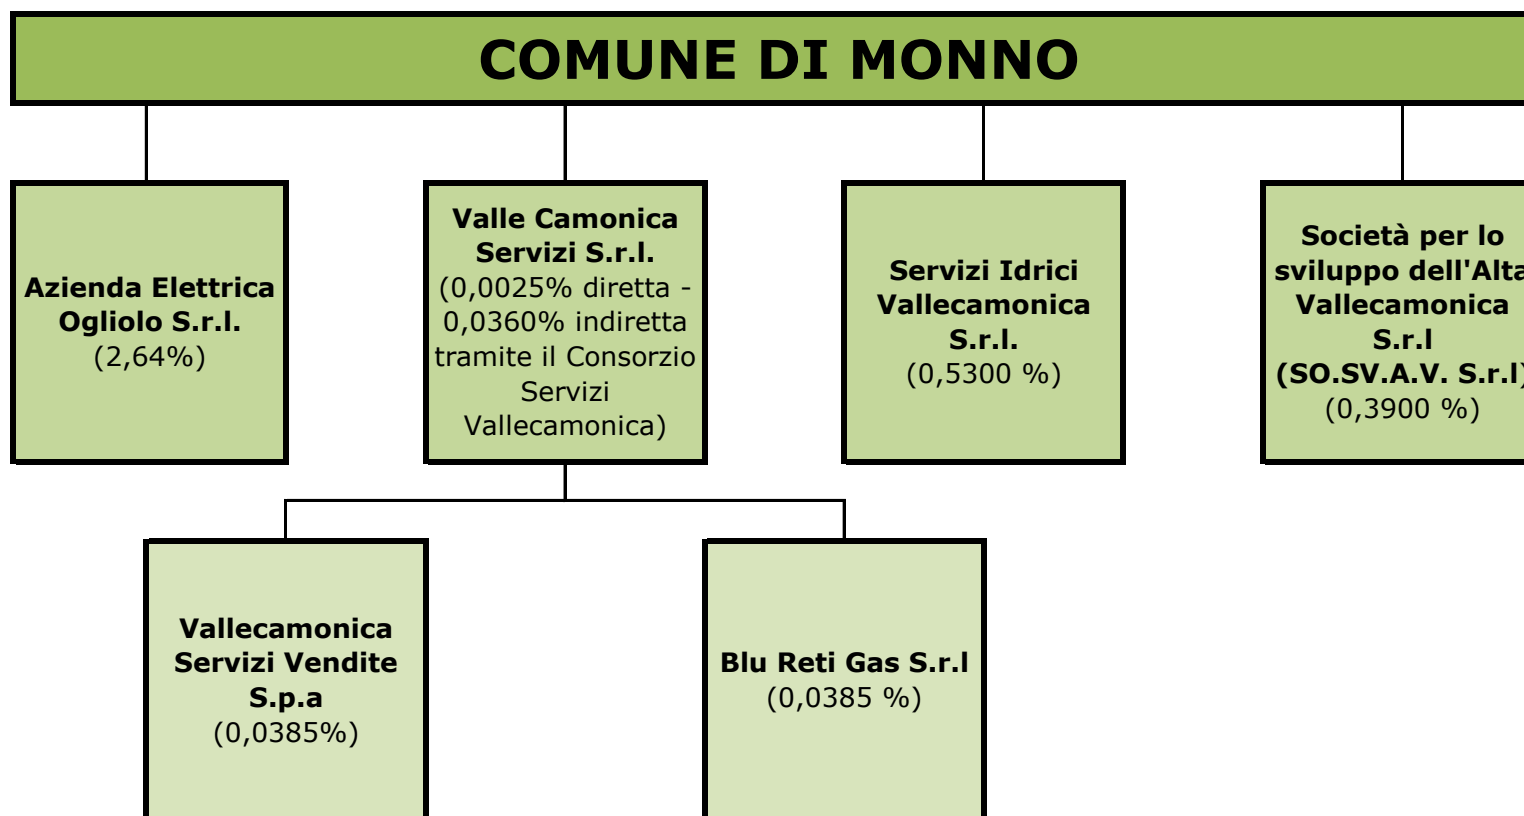 COMUNE DI MONNO
Azienda Elettrica
Ogliolo S.r.l.
(2,64%)
Valle Camonica
Servizi S.r.l.
(0,0025% diretta -
0,0360% indiretta
tramite il Consorzio
Servizi
Vallecamonica)
Servizi Idrici
Vallecamonica
S.r.l.
(0,5300 %)
Società per lo
sviluppo dell'Alta
Vallecamonica
S.r.l
(SO.SV.A.V. S.r.l)
(0,3900 %)
Vallecamonica
Servizi Vendite
S.p.a
(0,0385%)
Blu Reti Gas S.r.l
(0,0385 %)